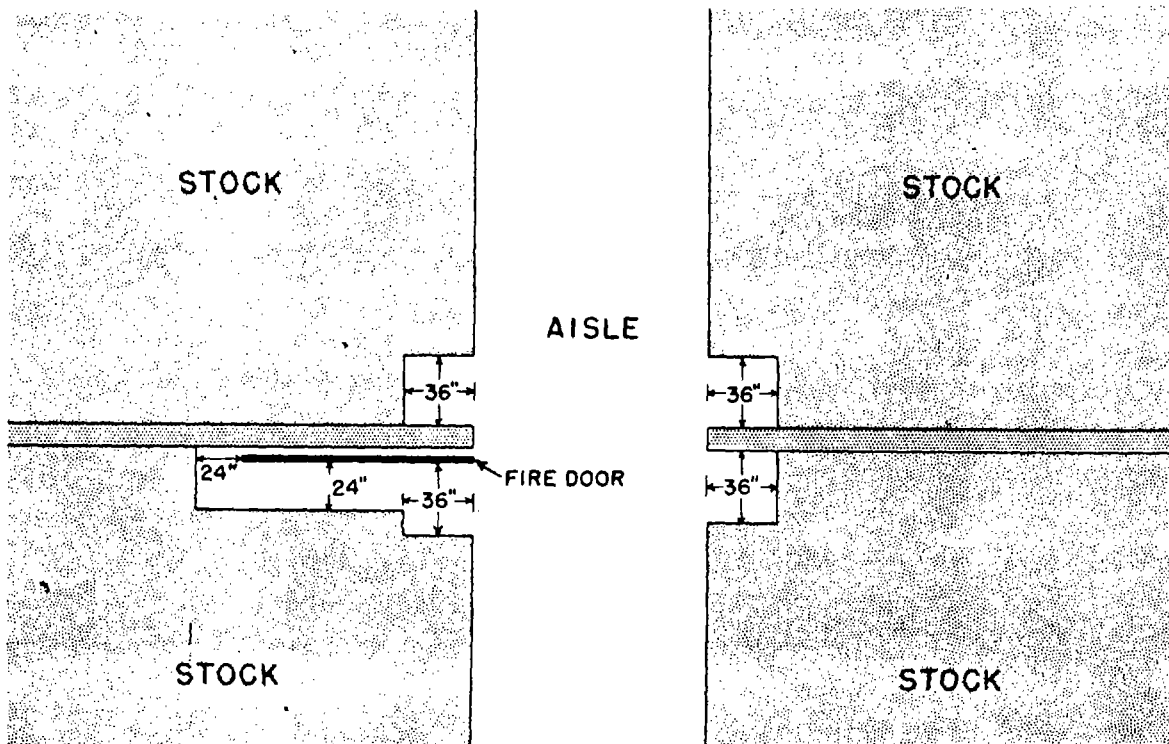 STOCK
STOCK
AISLE
36"
36"
24"
24"
36"
FIRE DOOR
36"
STOCK
STOCK